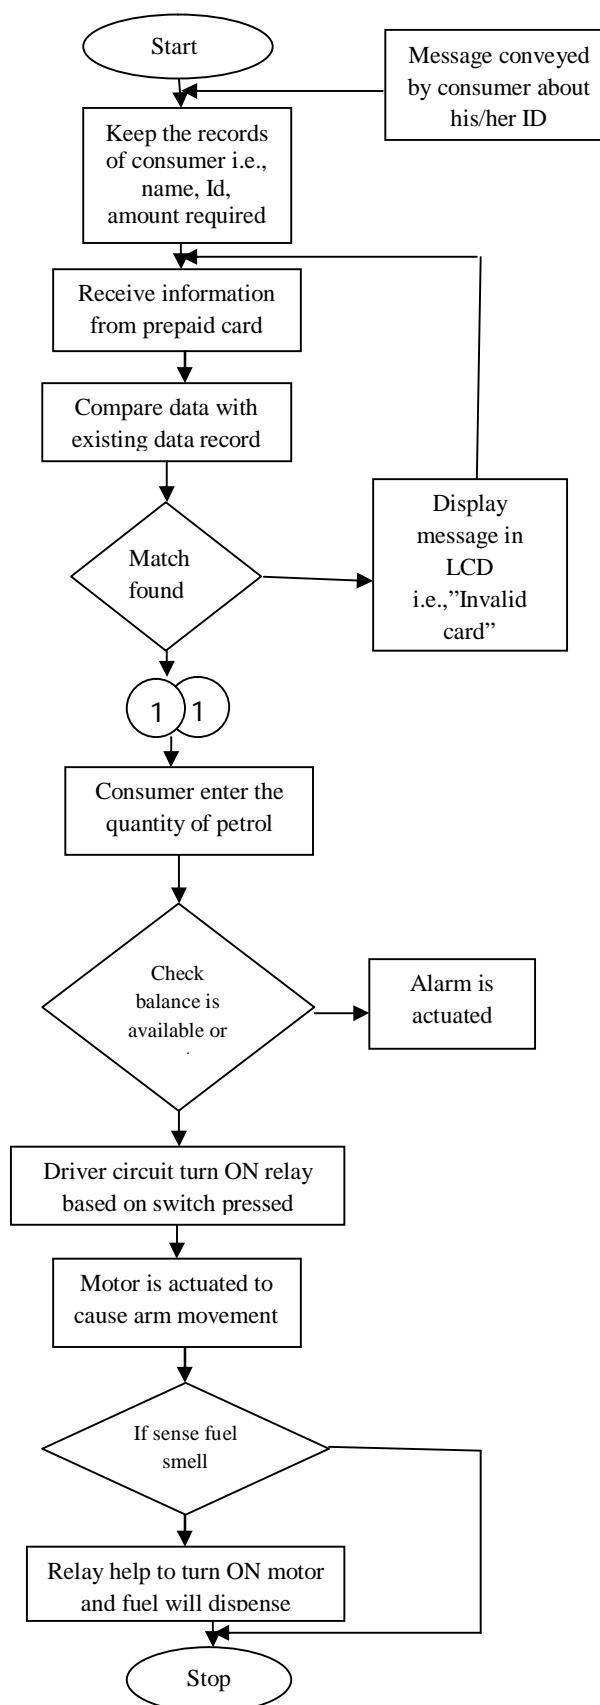 Start
Message conveyed
by consumer about
his/her ID
Keep the records
of consumer i.e.,
name, Id,
amount required
Receive information
from prepaid card
Compare data with
existing data record
Match
found
Display
message in
LCD
i.e.,”Invalid
card”
1 1
Consumer enter the
quantity of petrol
Check
balance is
available or
Alarm is
actuated
Driver circuit turn ON relay
based on switch pressed
Motor is actuated to
cause arm movement
If sense fuel
smell
Relay help to turn ON motor
and fuel will dispense
Stop